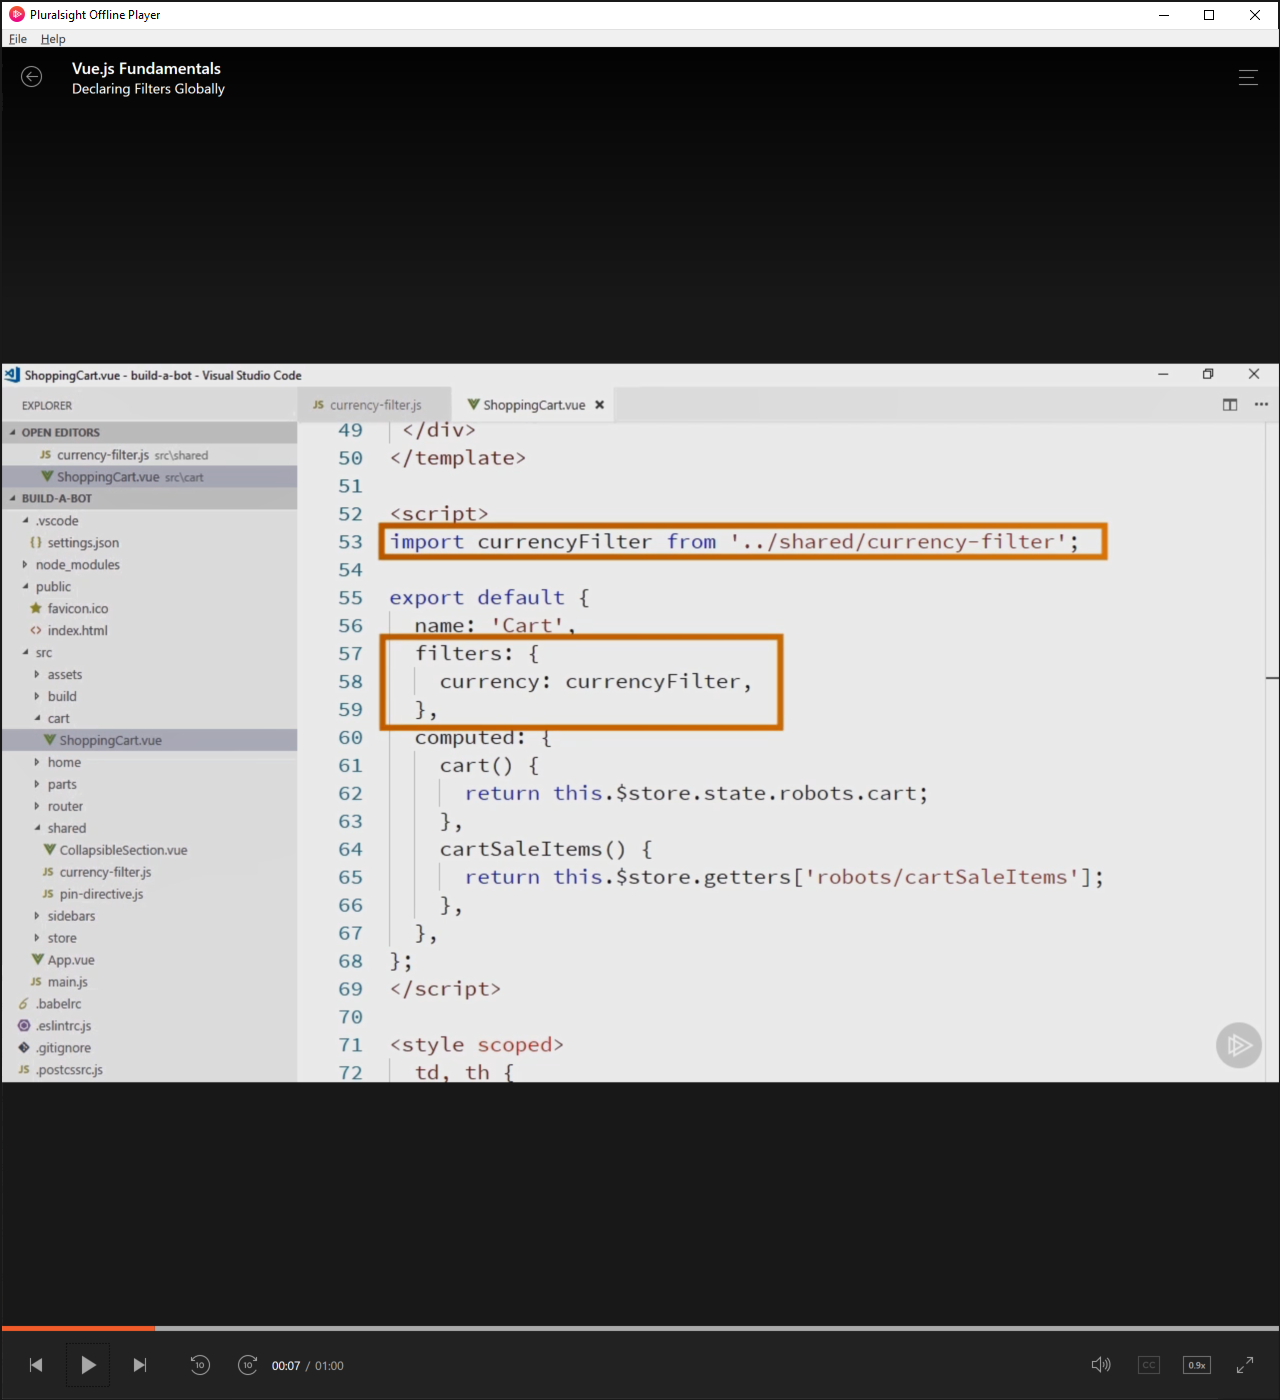 Pluralsight Offline Player
File Help
Vue.js Fundamentals
Declaring Filters Globally
ShoppingCart.vue - build-a-bot - Visual Studio Code
EXPLORER
OPEN EDITORS
JS currency-filter.js src\shared
ShoppingCart.vue src\cart
BUILD-A-BOT
.vscode
{} settings.json
node_modules
public
favicon.ico
<> index.html
src
assets
build
cart
ShoppingCart.vue
home
parts
router
shared
CollapsibleSection.vue
JS currency-filter.js
JS pin-directive.js
sidebars
store
App.vue
JS main.js
6 .babelrc
.eslintrc.js
.gitignore
JS .postcssrc.js
JS currency-filter.js
ShoppingCart.vue
49 </div>
50 </template>
51
52 <script>
53 import currencyFilter from '../shared/currency-filter';
54
55 export default {
56 name: 'Cart',
57 filters: {
58 currency: currencyFilter,
59 },
60 computed: {
61 cart() {
62 return this.$store.state.robots.cart;
63 },
64 cartSaleItems() {
65 return this.$store.getters['robots/cartSaleItems'];
66 },
67 },
68 };
69 </script>
70
71 <style scoped>
72 td, th {
10
10
00:07 / 01:00
CC
0.9x